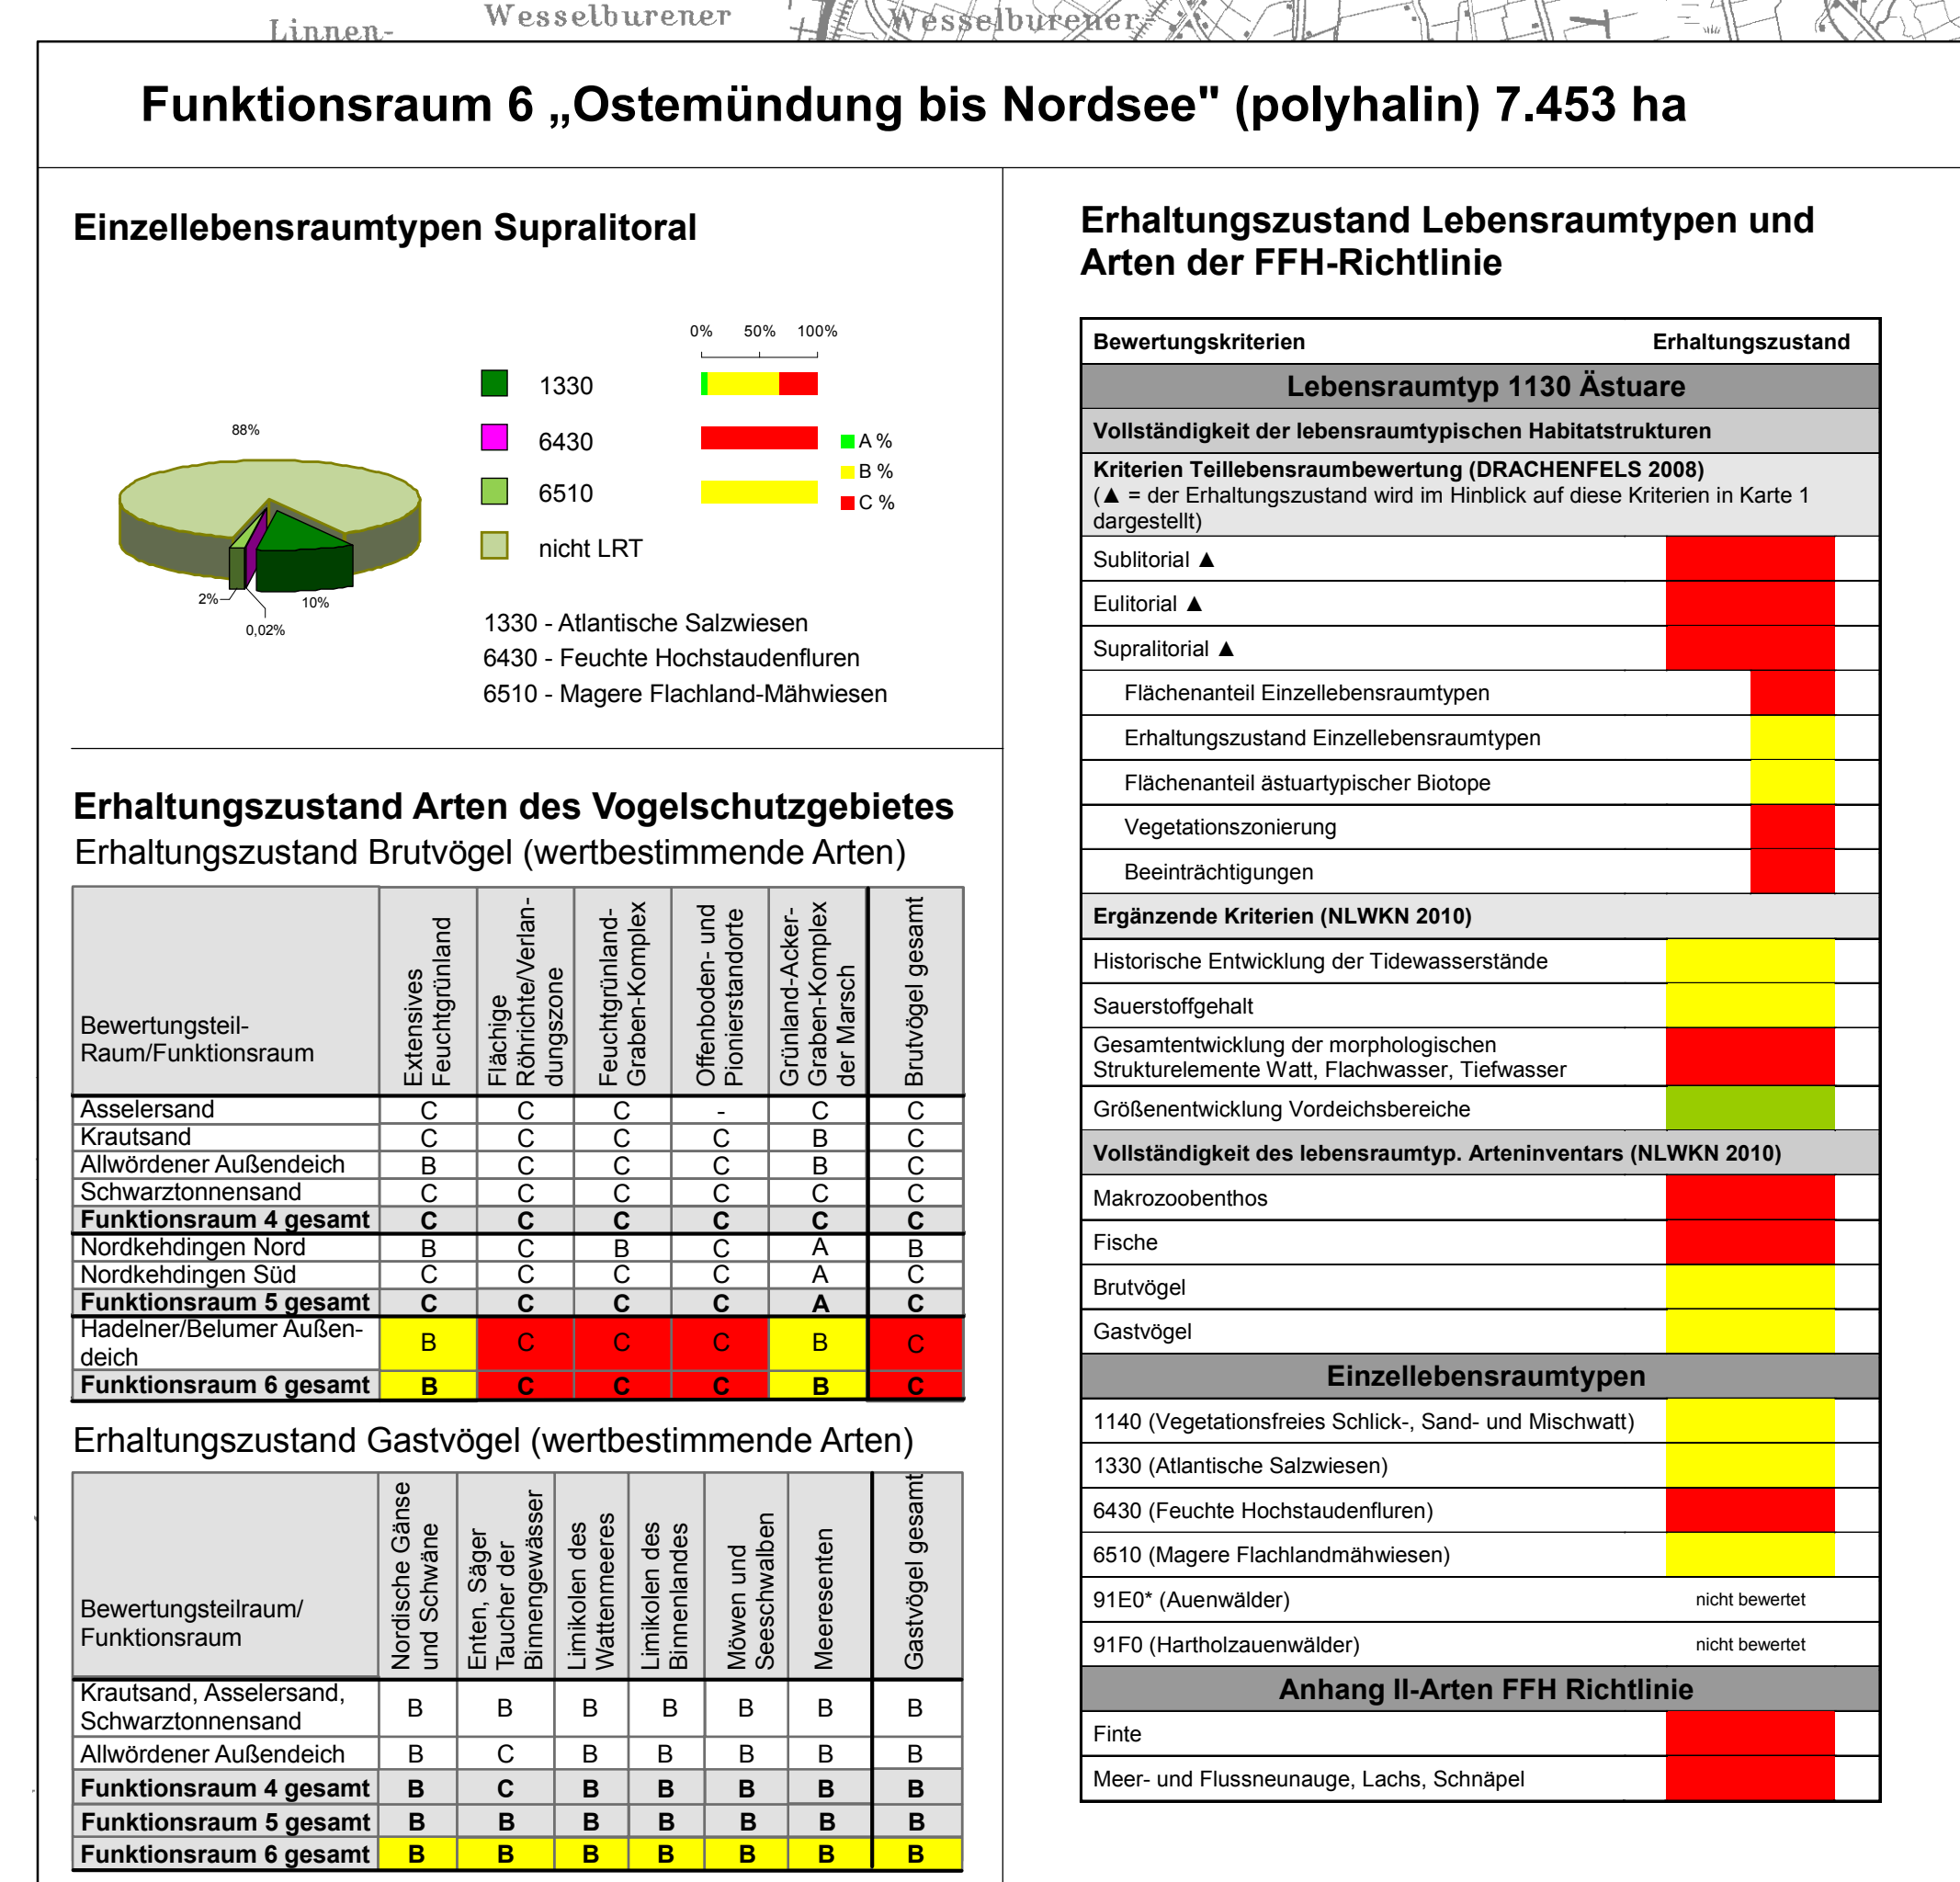 Linnen-
Wesselburener
Wesselburener
Funktionsraum 6 „Ostemündung bis Nordsee" (polyhalin) 7.453 ha
Einzellebensraumtypen Supralitoral
0% 50% 100%
1330
6430
6510
nicht LRT
A %
B %
C %
88%
2%
0,02%
10%
1330 - Atlantische Salzwiesen
6430 - Feuchte Hochstaudenfluren
6510 - Magere Flachland-Mähwiesen
Erhaltungszustand Arten des Vogelschutzgebietes
Erhaltungszustand Brutvögel (wertbestimmende Arten)
Bewertungsteil-
Raum/Funktionsraum
Extensives
Feuchtgrünland
Flächige
Röhrichte/Verlan-
dungszone
Feuchtgrünland-
Graben-Komplex
Offenboden- und
Pionierstandorte
Grünland-Acker-
Graben-Komplex
der Marsch
Brutvögel gesamt
Asselersand C C C - C C
Krautsand C C C C B C
Allwördener Außendeich B C C C B C
Schwarztonnensand C C C C C C
Funktionsraum 4 gesamt C C C C C C
Nordkehdingen Nord B C B C A B
Nordkehdingen Süd C C C C A C
Funktionsraum 5 gesamt C C C C A C
Hadelner/Belumer Außen-
deich B C C C B C
Funktionsraum 6 gesamt B C C C B C
Erhaltungszustand Gastvögel (wertbestimmende Arten)
Bewertungsteilraum/
Funktionsraum
Nordische Gänse
und Schwäne
Enten, Säger
Taucher der
Binnengewässer
Limikolen des
Wattenmeeres
Limikolen des
Binnenlandes
Möwen und
Seeschwalben
Meeresenten
Gastvögel gesamt
Krautsand, Asselersand,
Schwarztonnensand B B B B B B B
Allwördener Außendeich B C B B B B B
Funktionsraum 4 gesamt B C B B B B B
Funktionsraum 5 gesamt B B B B B B B
Funktionsraum 6 gesamt B B B B B B B
Erhaltungszustand Lebensraumtypen und
Arten der FFH-Richtlinie
Bewertungskriterien Erhaltungszustand
Lebensraumtyp 1130 Ästuare
Vollständigkeit der lebensraumtypischen Habitatstrukturen
Kriterien Teillebensraumbewertung (DRACHENFELS 2008)
(▲ = der Erhaltungszustand wird im Hinblick auf diese Kriterien in Karte 1
dargestellt)
Sublitorial ▲
Eulitorial ▲
Supralitorial ▲
Flächenanteil Einzellebensraumtypen
Erhaltungszustand Einzellebensraumtypen
Flächenanteil ästuartypischer Biotope
Vegetationszonierung
Beeinträchtigungen
Ergänzende Kriterien (NLWKN 2010)
Historische Entwicklung der Tidewasserstände
Sauerstoffgehalt
Gesamtentwicklung der morphologischen
Strukturelemente Watt, Flachwasser, Tiefwasser
Größenentwicklung Vordeichsbereiche
Vollständigkeit des lebensraumtyp. Arteninventars (NLWKN 2010)
Makrozoobenthos
Fische
Brutvögel
Gastvögel
Einzellebensraumtypen
1140 (Vegetationsfreies Schlick-, Sand- und Mischwatt)
1330 (Atlantische Salzwiesen)
6430 (Feuchte Hochstaudenfluren)
6510 (Magere Flachlandmähwiesen)
91E0* (Auenwälder) nicht bewertet
91F0 (Hartholzauenwälder) nicht bewertet
Anhang II-Arten FFH Richtlinie
Finte
Meer- und Flussneunauge, Lachs, Schnäpel